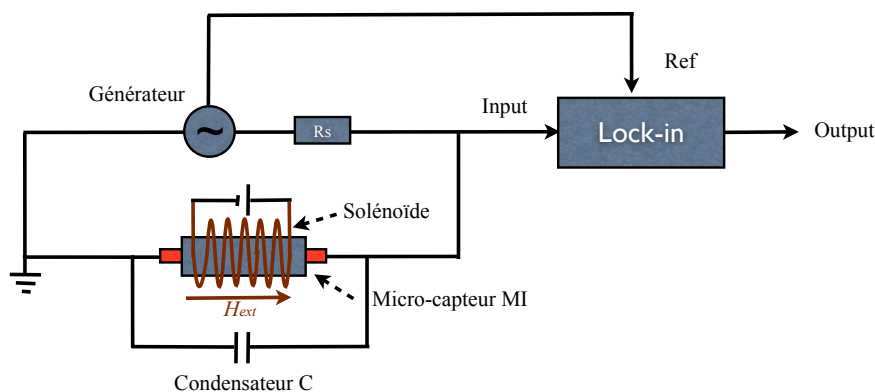 Ref
Générateur
Input
Rs
Lock-in
Output
Solénoïde
Micro-capteur MI
Hext
Condensateur C